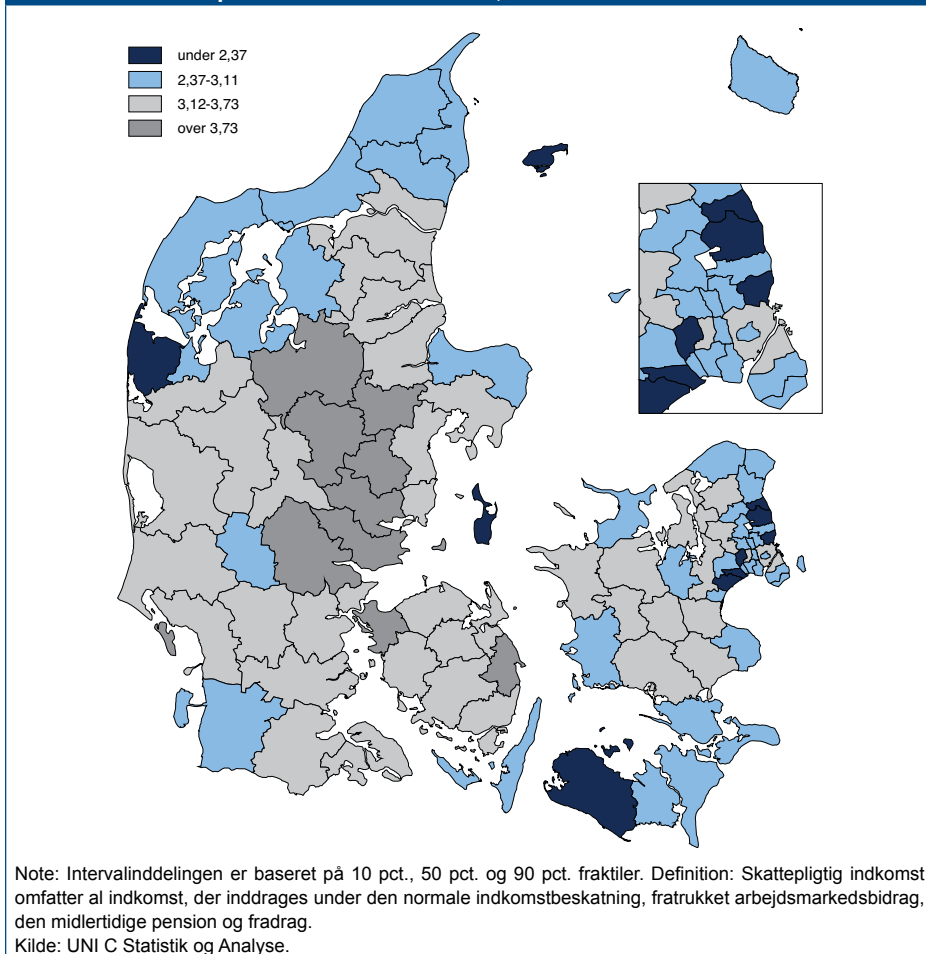 under 2,37
2,37-3,11
3,12-3,73
over 3,73
Note: Intervalinddelingen er baseret på 10 pct., 50 pct. og 90 pct. fraktiler. Definition: Skattepligtig indkomst
omfatter al indkomst, der inddrages under den normale indkomstbeskatning, fratrukket arbejdsmarkedsbidrag,
den midlertidige pension og fradrag.
Kilde: UNI C Statistik og Analyse.